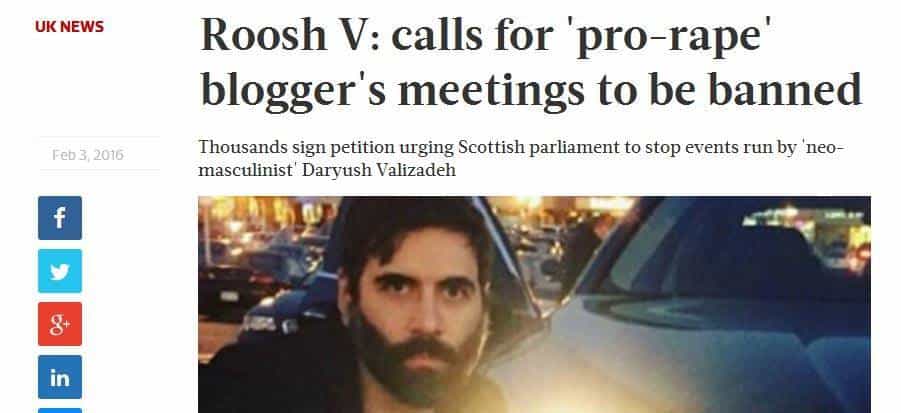 UK NEWS
Roosh V: calls for 'pro-rape'
blogger's meetings to be banned
Feb 3, 2016
Thousands sign petition urging Scottish parliament to stop events run by 'neo-
masculinist' Daryush Valizadeh
f
g+
in